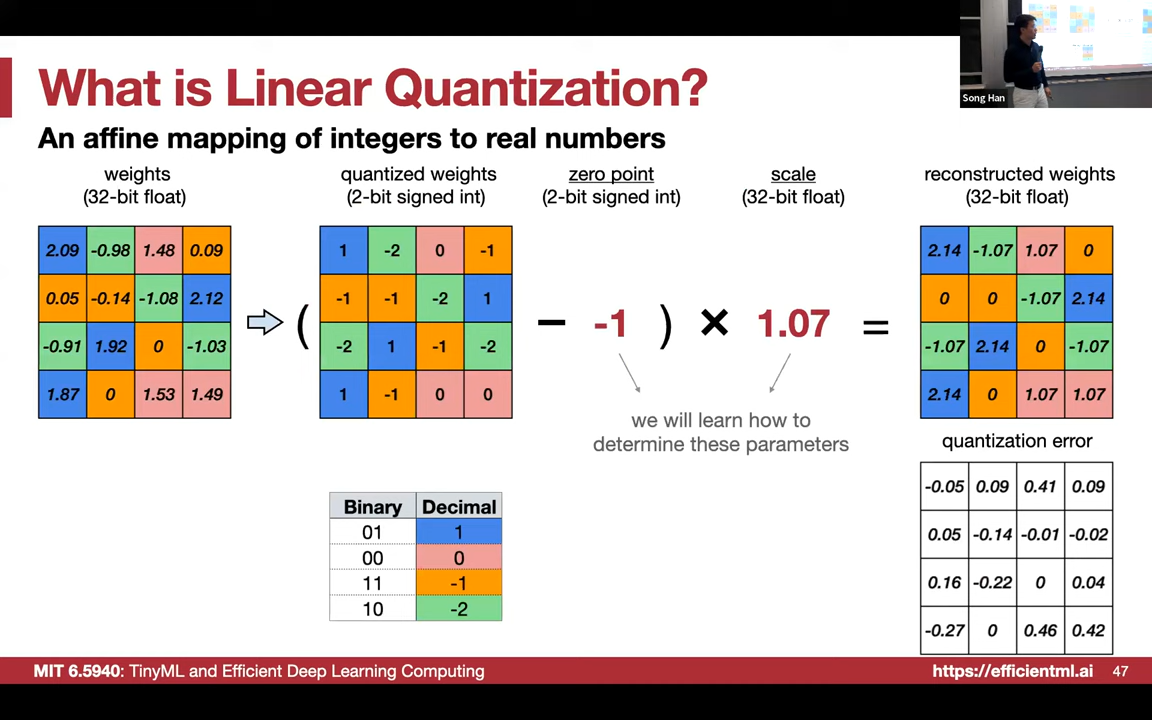 Song Han
What is Linear Quantization?
An affine mapping of integers to real numbers
weights
(32-bit float)
quantized weights
(2-bit signed int)
zero point
(2-bit signed int)
scale
(32-bit float)
reconstructed weights
(32-bit float)
2.09 -0.98 1.48 0.09
0.05 -0.14 -1.08 2.12
-0.91 1.92 0 -1.03
1.87 0 1.53 1.49
(
1 -2 0 -1
-1 -1 -2 1
-2 1 -1 -2
1 -1 0 0
− -1 ) × 1.07 =
2.14 -1.07 1.07 0
0 0 -1.07 2.14
-1.07 2.14 0 -1.07
2.14 0 1.07 1.07
we will learn how to
determine these parameters
quantization error
-0.05 0.09 0.41 0.09
0.05 -0.14 -0.01 -0.02
0.16 -0.22 0 0.04
-0.27 0 0.46 0.42
Binary Decimal
01 1
00 0
11 -1
10 -2
MIT 6.5940: TinyML and Efficient Deep Learning Computing
https://efficientml.ai 47